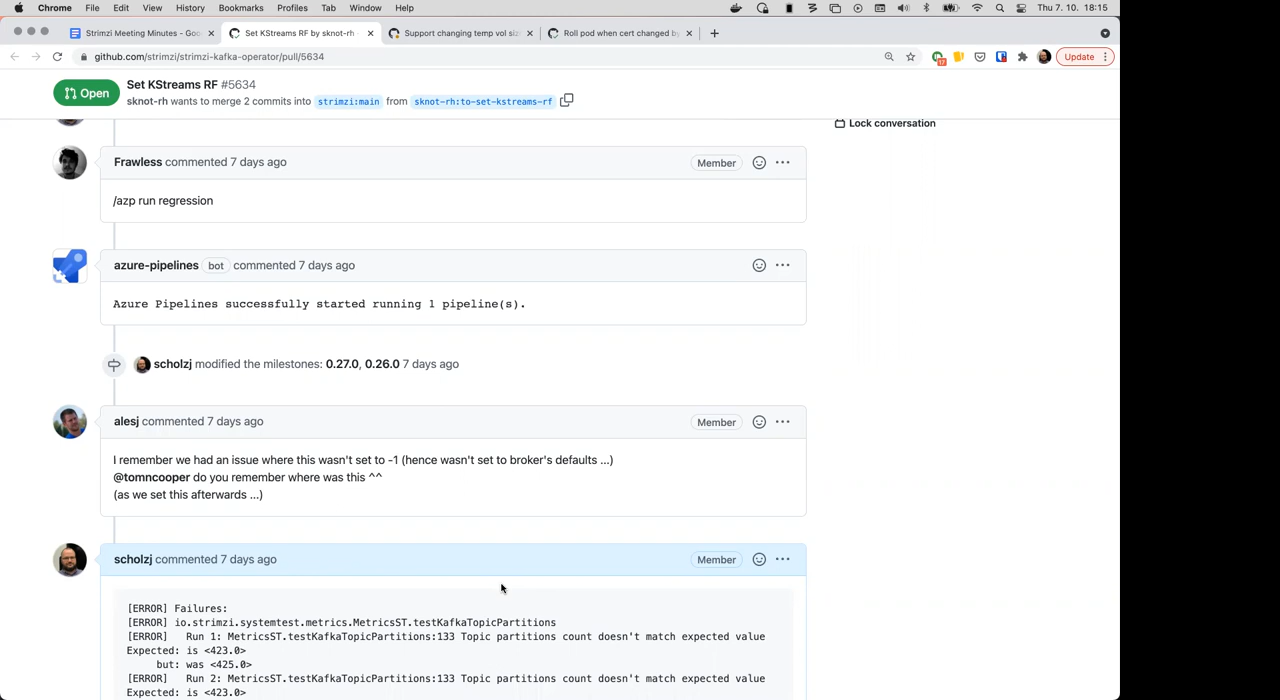 Chrome File Edit View History Bookmarks Profiles Tab Window Help Thu 7. 10. 18:15
Strimzi Meeting Minutes - Goo Set KStreams RF by sknot-rh Support changing temp vol siz Roll pod when cert changed by
github.com/strimzi/strimzi-kafka-operator/pull/5634 17 Update
Open
Set KStreams RF #5634
sknot-rh wants to merge 2 commits into strimzi:main from sknot-rh:to-set-kstreams-rf
Lock conversation
Frawless commented 7 days ago Member
/azp run regression
azure-pipelines bot commented 7 days ago
Azure Pipelines successfully started running 1 pipeline(s).
scholzj modified the milestones: 0.27.0, 0.26.0 7 days ago
alesj commented 7 days ago Member
I remember we had an issue where this wasn't set to -1 (hence wasn't set to broker's defaults ...)
@tomncooper do you remember where was this ^^
(as we set this afterwards ...)
scholzj commented 7 days ago Member
[ERROR] Failures:
[ERROR] io.strimzi.systemtest.metrics.MetricsST.testKafkaTopicPartitions
[ERROR]   Run 1: MetricsST.testKafkaTopicPartitions:133 Topic partitions count doesn't match expected value
Expected: is <423.0>
     but: was <425.0>
[ERROR]   Run 2: MetricsST.testKafkaTopicPartitions:133 Topic partitions count doesn't match expected value
Expected: is <423.0>